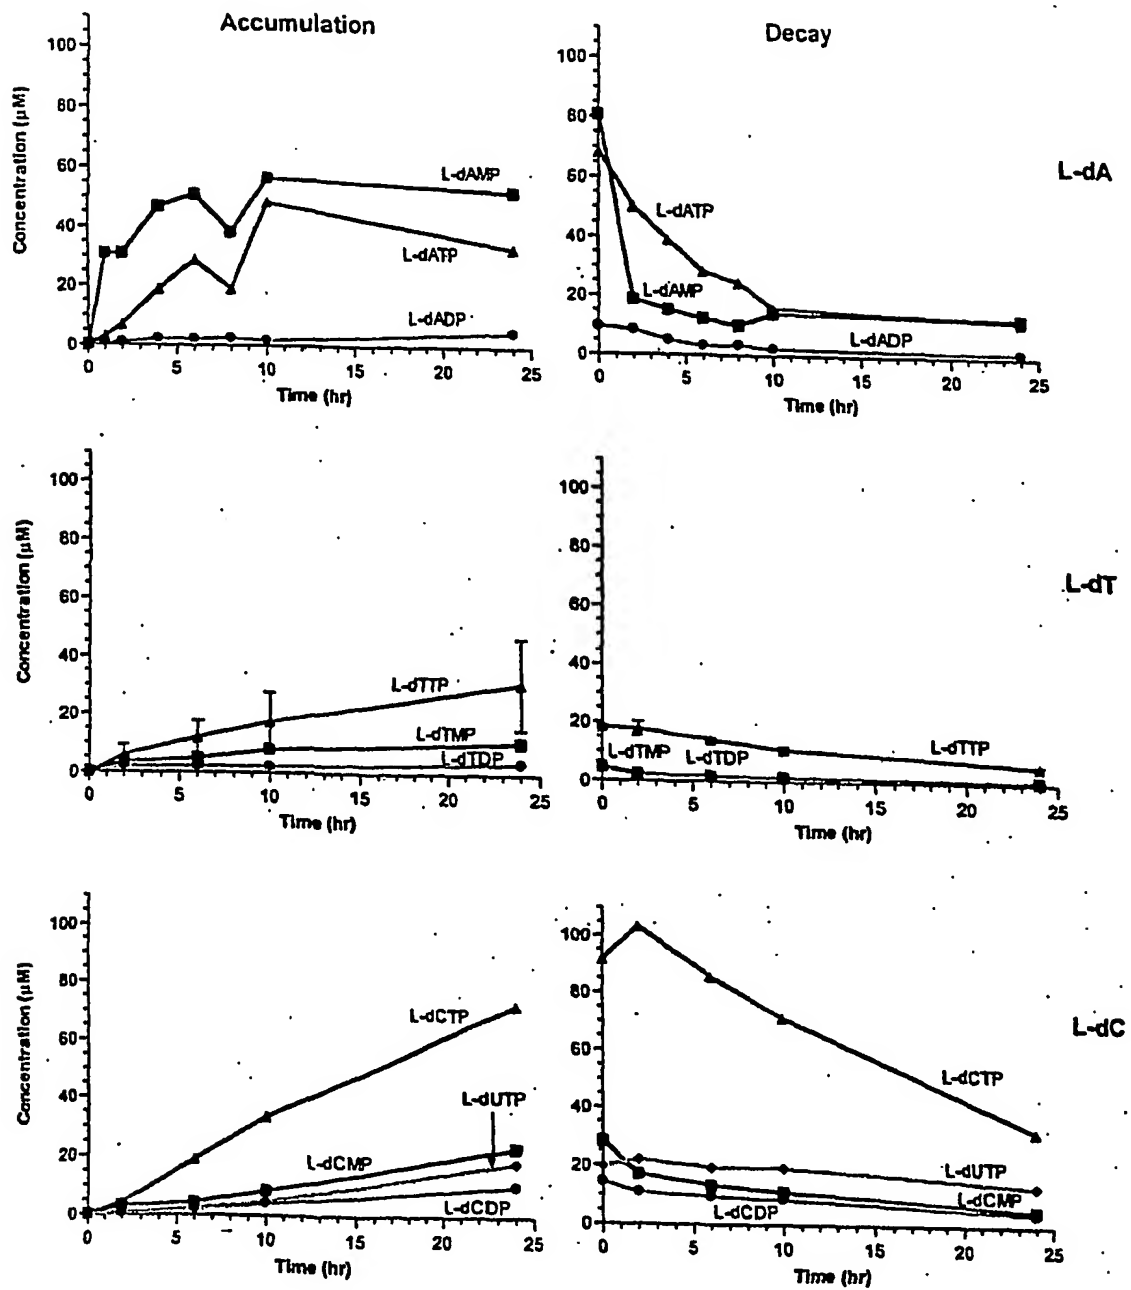 Accumulation
Decay
Concentration (µM)
100
80
60
40
20
0
0 5 10 15 20 25
Time (hr)
L-dAMP
L-dATP
L-dADP
100
80
60
40
20
0
0 5 10 15 20 25
Time (hr)
L-dATP
L-dAMP
L-dADP
L-dA
Concentration (µM)
100
80
60
40
20
0
0 5 10 15 20 25
Time (hr)
L-dTTP
L-dTMP
L-dTDP
100
80
60
40
20
0
0 5 10 15 20 25
Time (hr)
L-dTMP L-dTDP
L-dTTP
L-dT
Concentration (µM)
100
80
60
40
20
0
0 5 10 15 20 25
Time (hr)
L-dCTP
L-dUTP
L-dCMP
L-dCDP
100
80
60
40
20
0
0 5 10 15 20 25
Time (hr)
L-dCTP
L-dUTP
L-dCMP
L-dCDP
L-dC